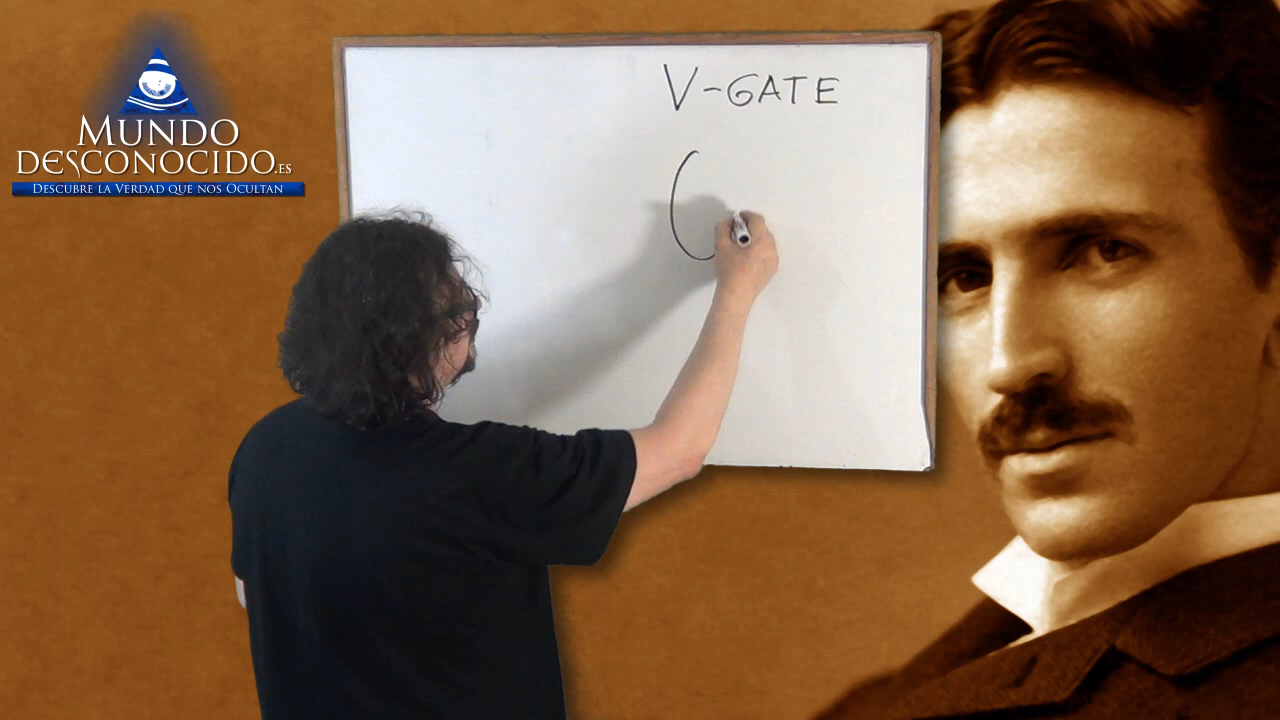 MUNDO
DESCONOCIDO.ES
DESCUBRE LA VERDAD QUE NOS OCULTAN
V-GATE